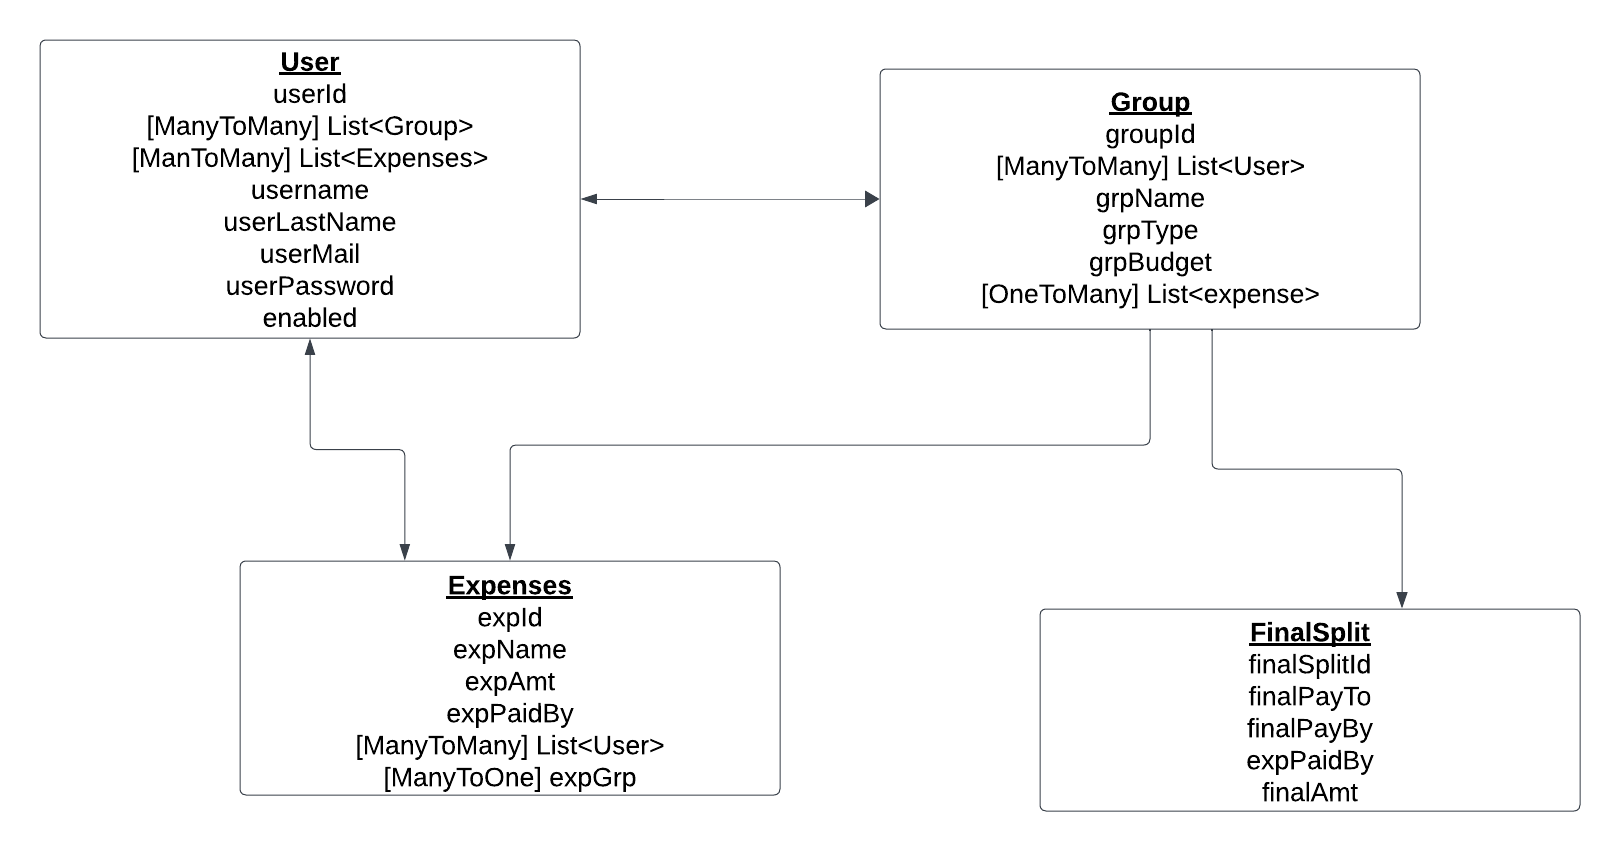 User
userId
[ManyToMany] List<Group>
[ManToMany] List<Expenses>
username
userLastName
userMail
userPassword
enabled
Group
groupId
[ManyToMany] List<User>
grpName
grpType
grpBudget
[OneToMany] List<expense>
Expenses
expId
expName
expAmt
expPaidBy
[ManyToMany] List<User>
[ManyToOne] expGrp
FinalSplit
finalSplitId
finalPayTo
finalPayBy
expPaidBy
finalAmt